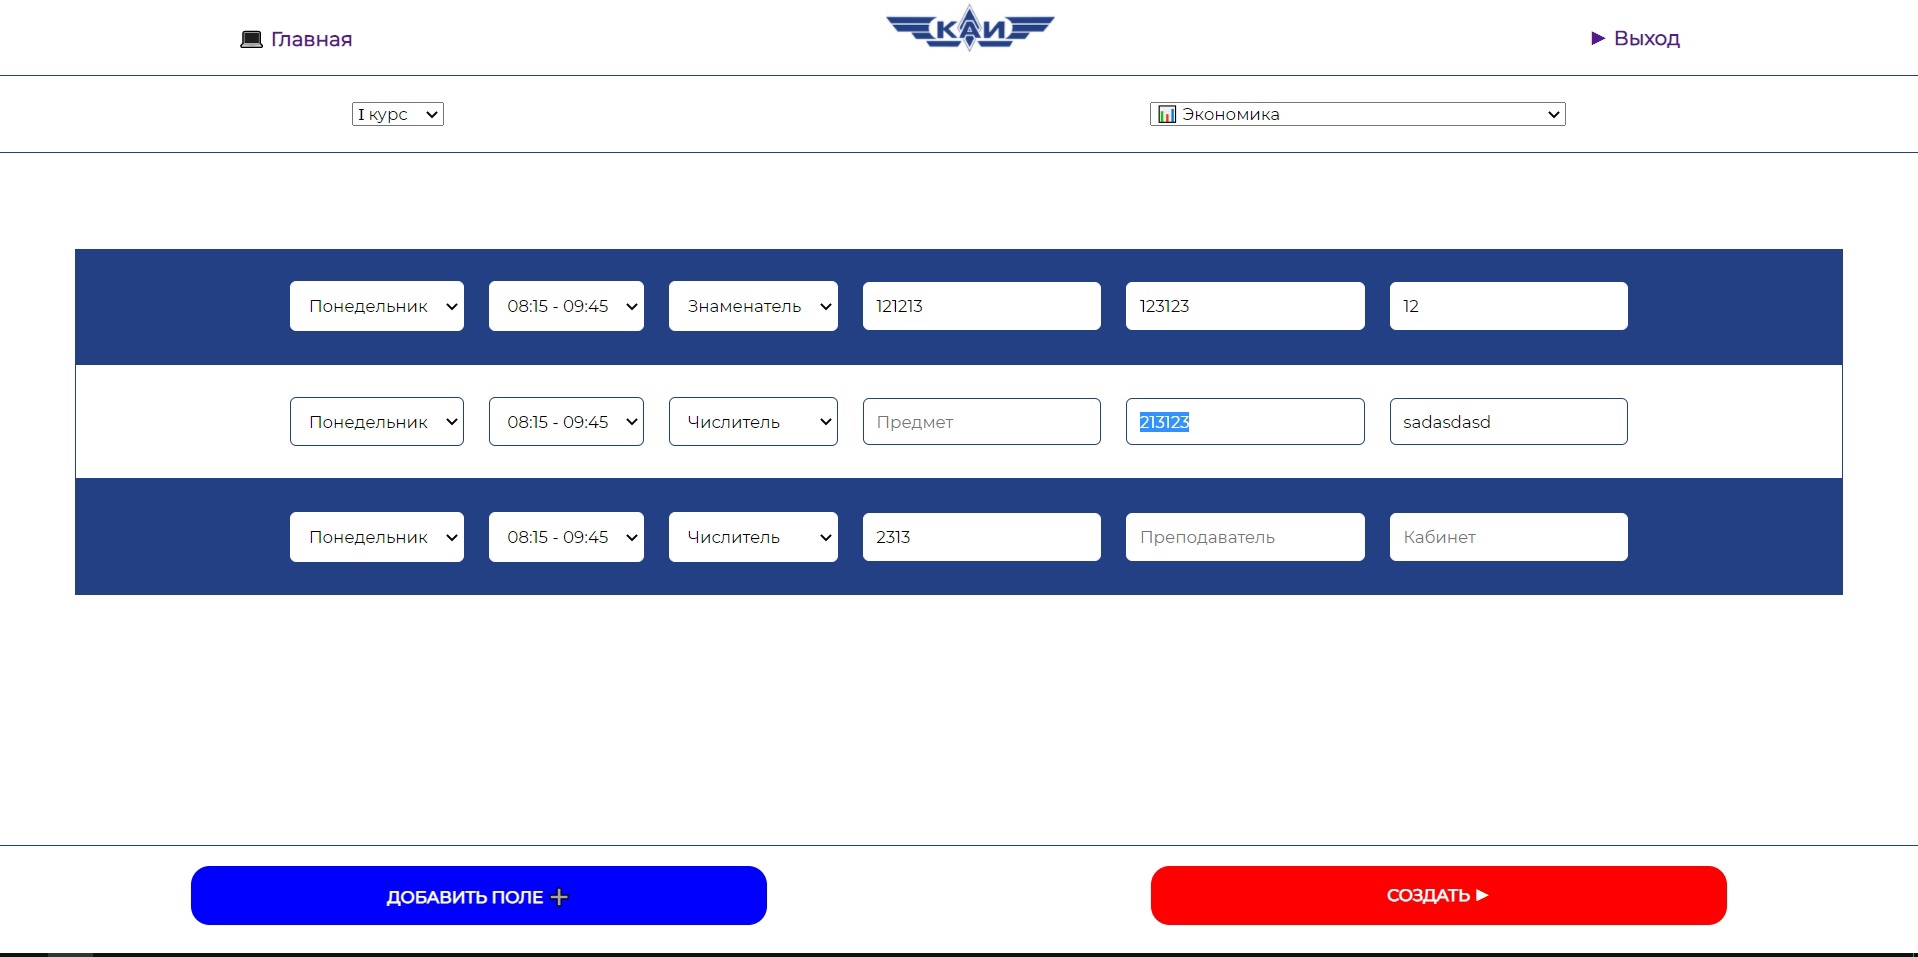 Главная
КАИ
Выход
I курс
Экономика
Понедельник 08:15 - 09:45 Знаменатель 121213 123123 12
Понедельник 08:15 - 09:45 Числитель Предмет 213123 sadasdasd
Понедельник 08:15 - 09:45 Числитель 2313 Преподаватель Кабинет
ДОБАВИТЬ ПОЛЕ
СОЗДАТЬ